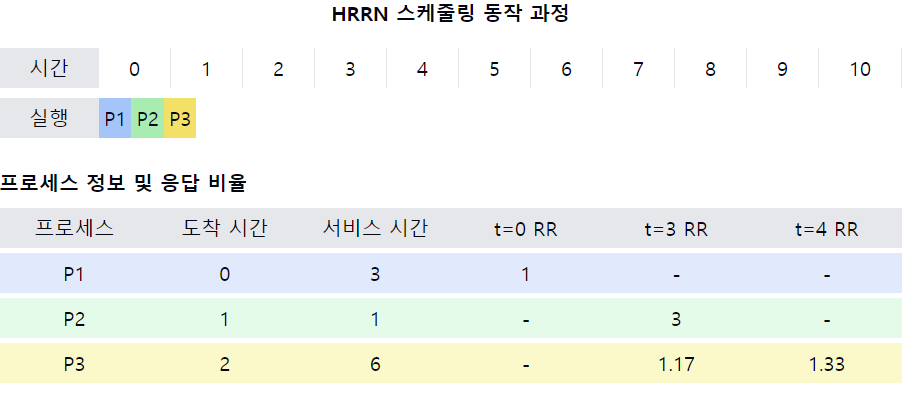 HRRN 스케줄링 동작 과정
시간 0 1 2 3 4 5 6 7 8 9 10
실행 P1 P2 P3
프로세스 정보 및 응답 비율
프로세스 도착 시간 서비스 시간 t=0 RR t=3 RR t=4 RR
P1 0 3 1 - -
P2 1 1 - 3 -
P3 2 6 - 1.17 1.33